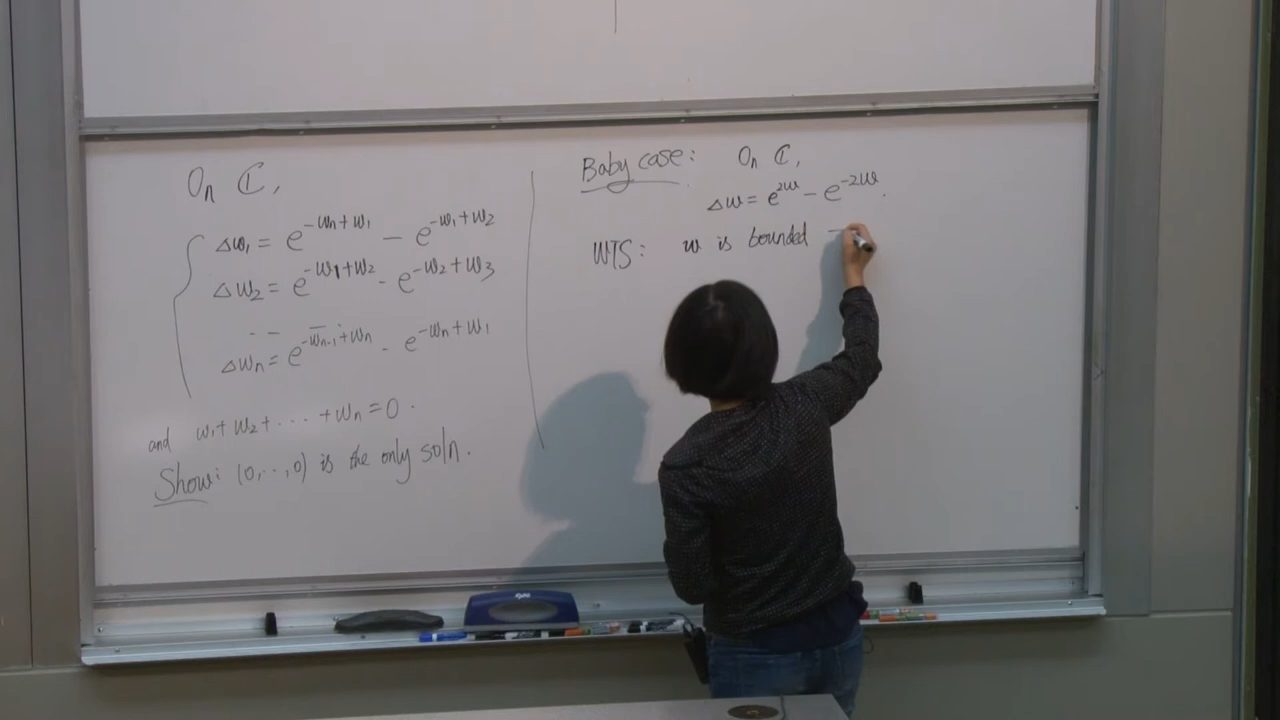 On ℂ,
Δw₁ = e^{-wₙ+w₁} - e^{-w₁+w₂}
Δw₂ = e^{-w₁+w₂} - e^{-w₂+w₃}
- -
Δwₙ = e^{-wₙ₋₁+wₙ} - e^{-wₙ+w₁}
and w₁+w₂+...+wₙ=0.
Show: (0,...,0) is the only soln.
Baby case: On ℂ,
Δw = e^{2w} - e^{-2w}.
WTS: w is bounded